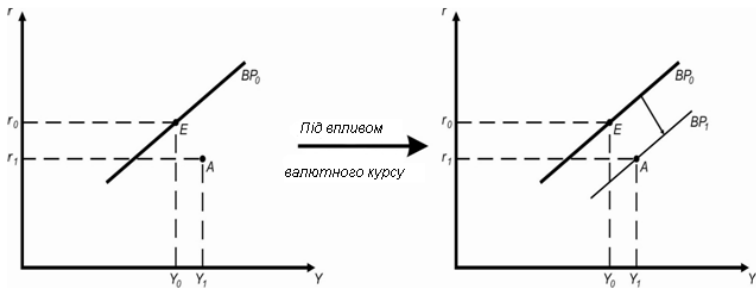 r
BP₀
r₀
E
r₁
A
Y₀
Y₁
Y
Під впливом
валютного курсу
r
BP₀
r₀
E
BP₁
r₁
A
Y₀
Y₁
Y